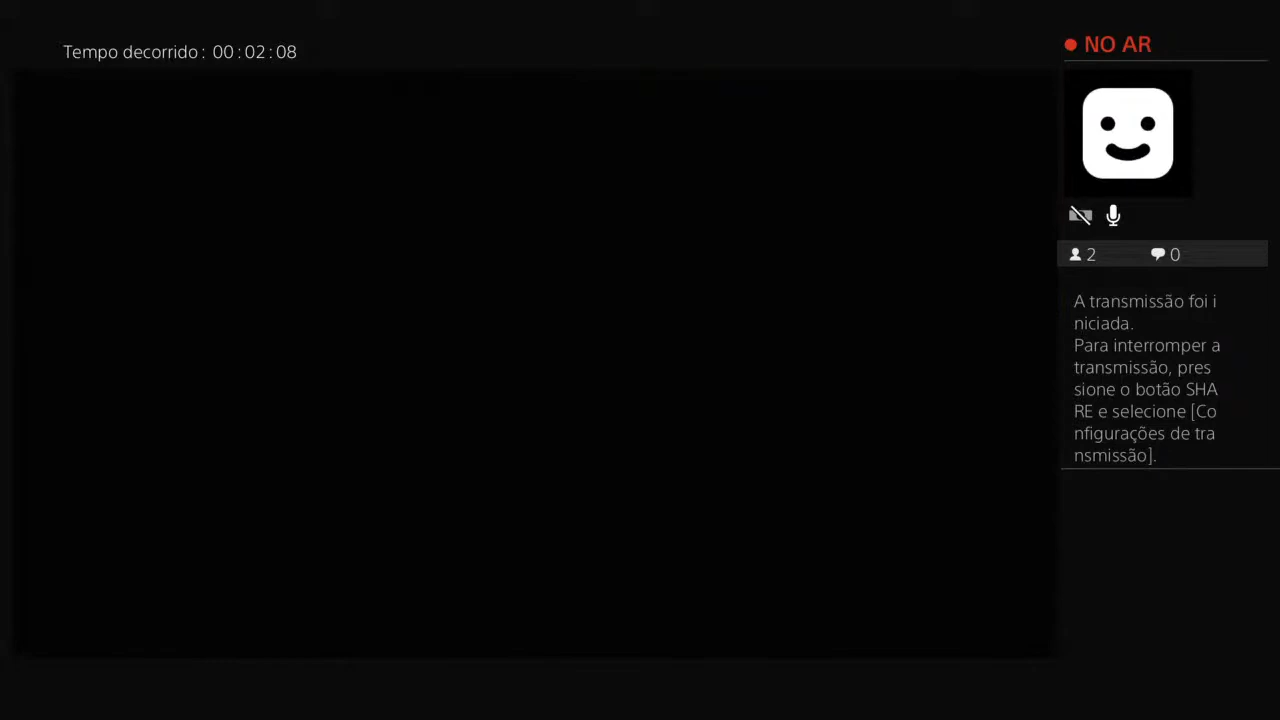 Tempo decorrido: 00:02:08
NO AR
2 0
A transmissão foi i
niciada.
Para interromper a
transmissão, pres
sione o botão SHA
RE e selecione [Co
nfigurações de tra
nsmissão].